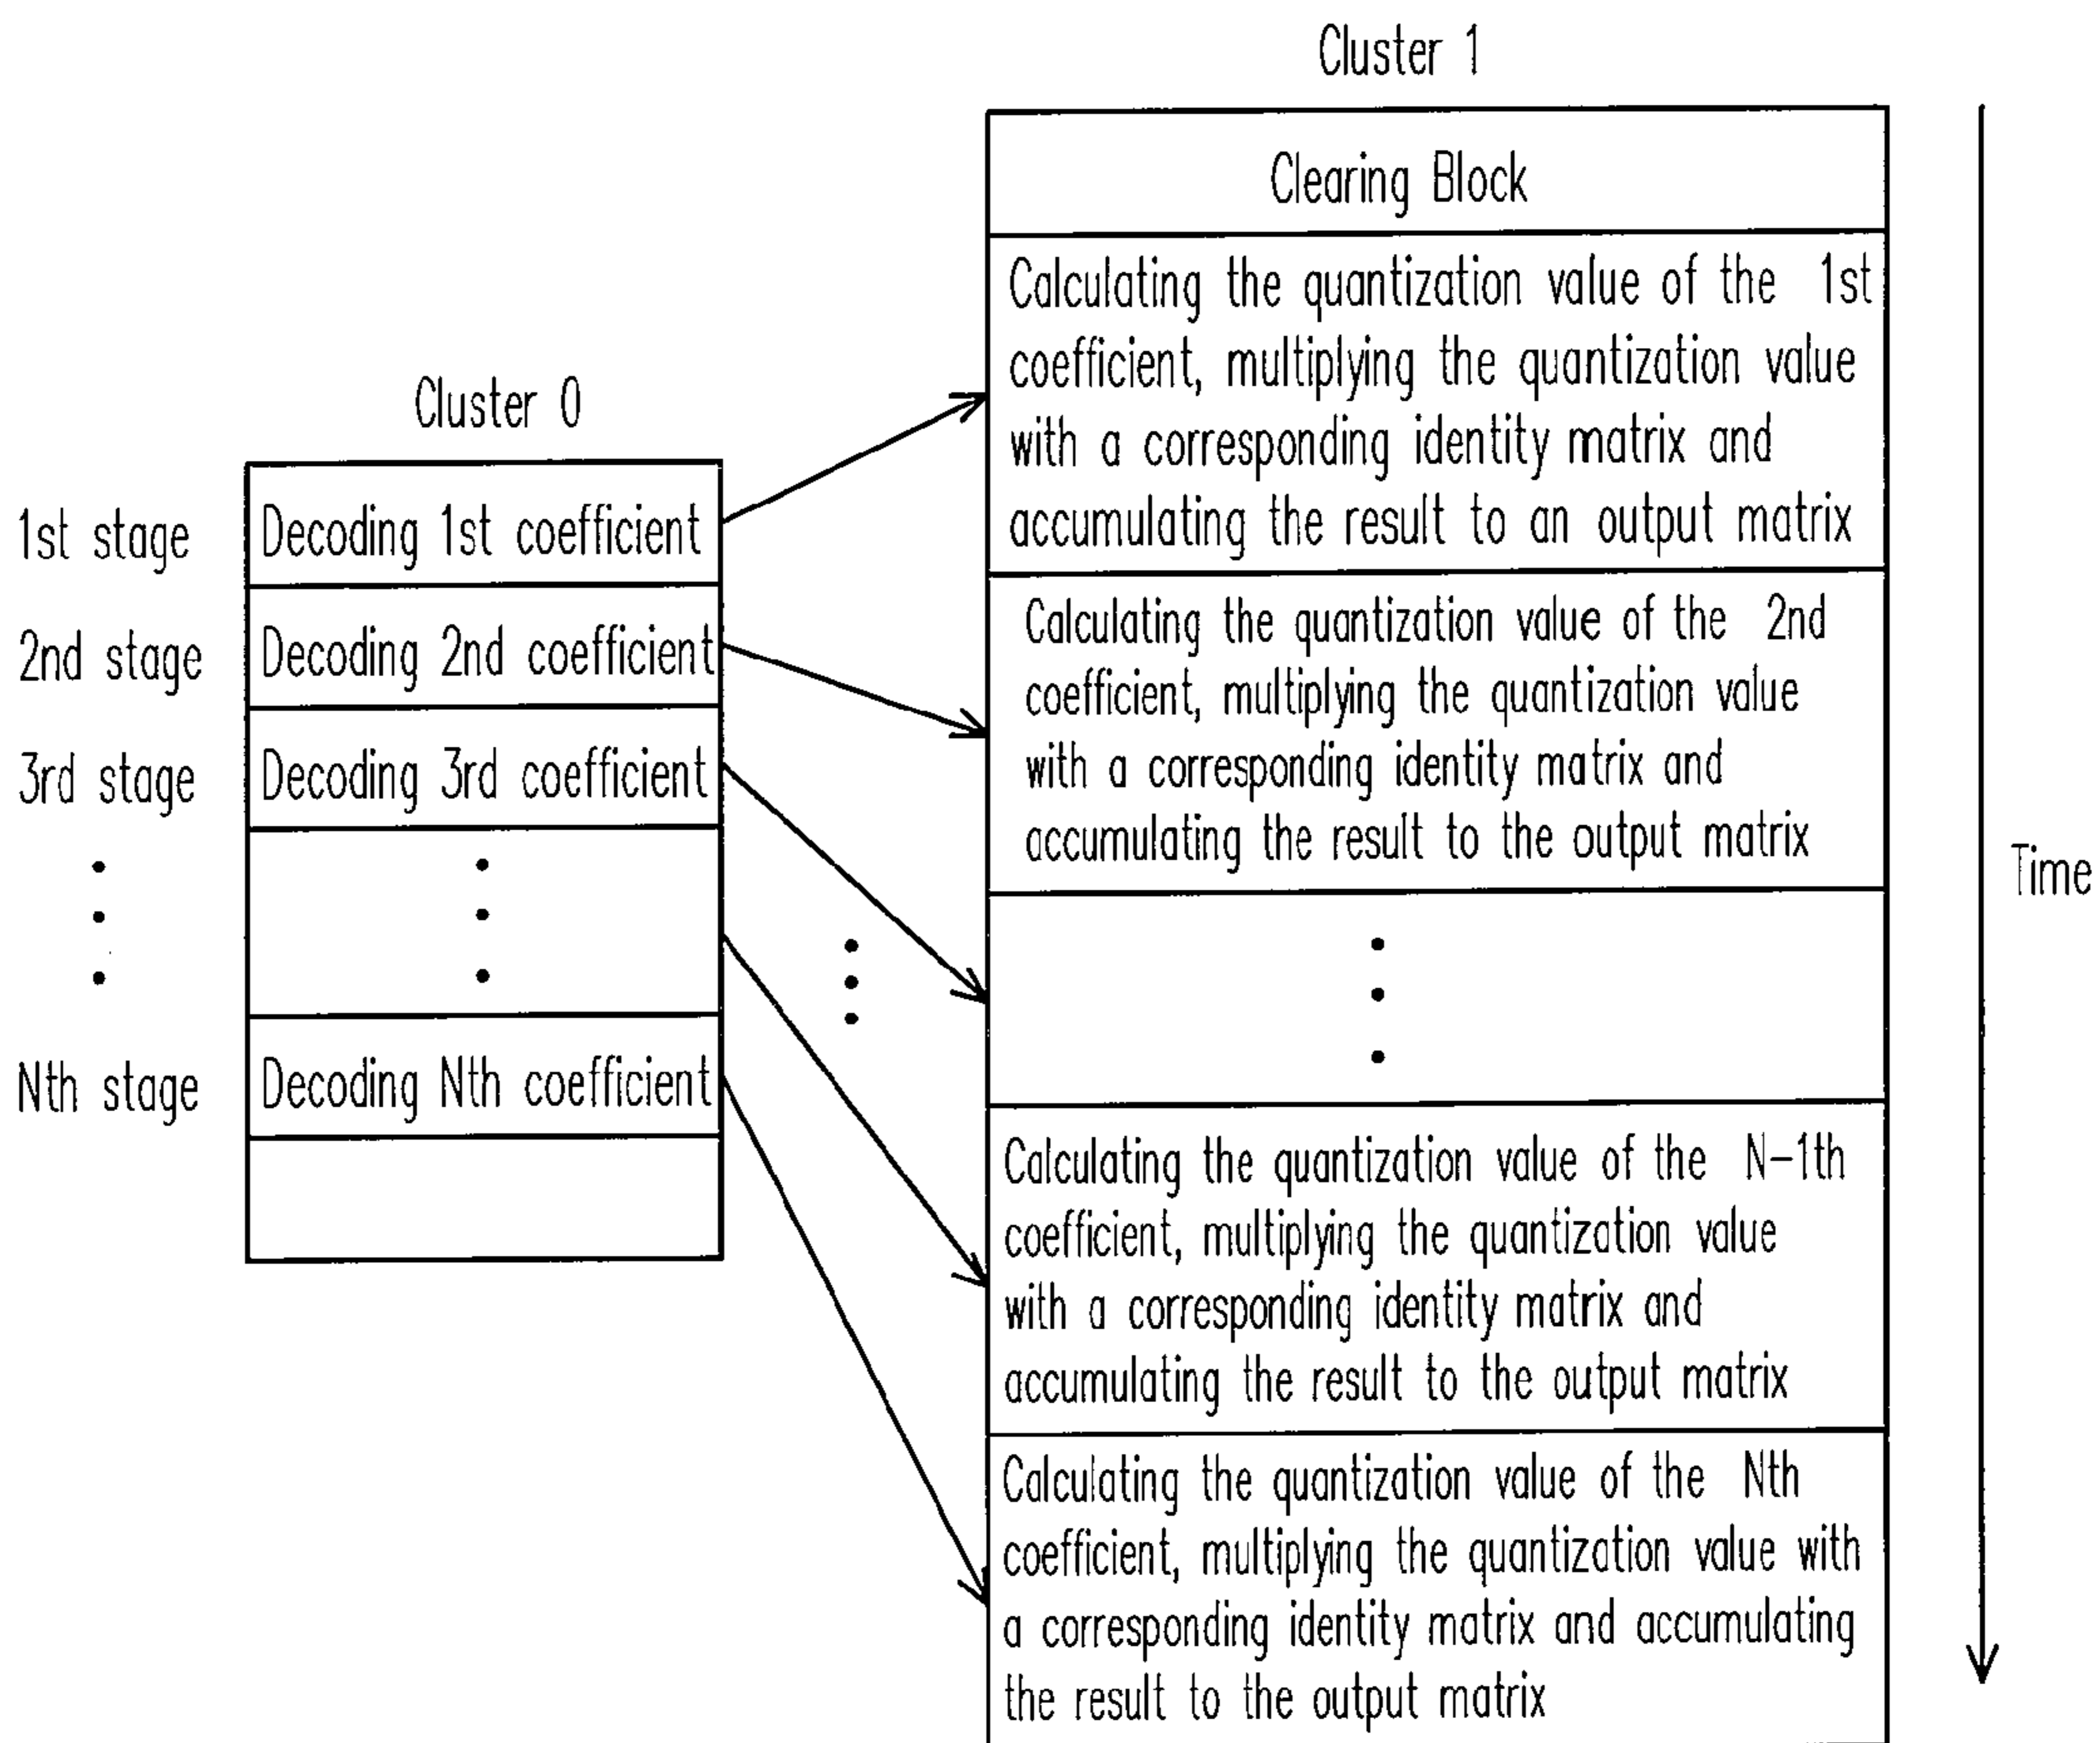 Cluster 1
Clearing Block
Calculating the quantization value of the 1st
coefficient, multiplying the quantization value
with a corresponding identity matrix and
accumulating the result to an output matrix
Cluster 0
1st stage
Decoding 1st coefficient
2nd stage
Decoding 2nd coefficient
3rd stage
Decoding 3rd coefficient
Calculating the quantization value of the 2nd
coefficient, multiplying the quantization value
with a corresponding identity matrix and
accumulating the result to the output matrix
Time
Nth stage
Decoding Nth coefficient
Calculating the quantization value of the N-1th
coefficient, multiplying the quantization value
with a corresponding identity matrix and
accumulating the result to the output matrix
Calculating the quantization value of the Nth
coefficient, multiplying the quantization value with
a corresponding identity matrix and accumulating
the result to the output matrix